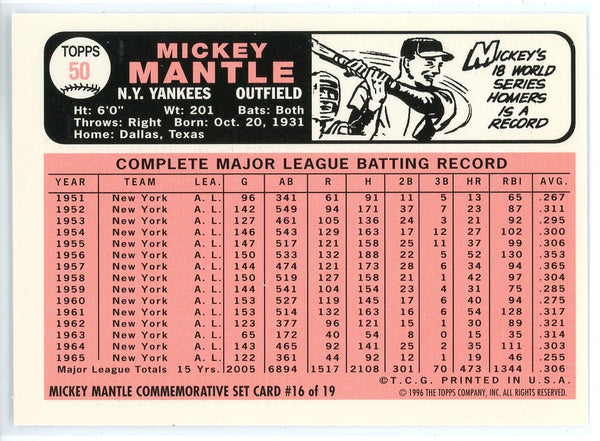 TOPPS
50
MICKEY
MANTLE
N.Y. YANKEES OUTFIELD
Ht: 6'0" Wt: 201 Bats: Both
Throws: Right Born: Oct. 20, 1931
Home: Dallas, Texas
MICKEY'S
18 WORLD
SERIES
HOMERS
IS A
RECORD
COMPLETE MAJOR LEAGUE BATTING RECORD
YEAR TEAM LEA. G AB R H 2B 3B HR RBI AVG.
1951 New York A. L. 96 341 61 91 11 5 13 65 .267
1952 New York A. L. 142 549 94 171 37 7 23 87 .311
1953 New York A. L. 127 461 105 136 24 3 21 92 .295
1954 New York A. L. 146 543 129 163 17 12 27 102 .300
1955 New York A. L. 147 517 121 158 25 11 37 99 .306
1956 New York A. L. 150 533 132 188 22 5 52 130 .353
1957 New York A. L. 144 474 121 173 28 6 34 94 .365
1958 New York A. L. 150 519 127 158 21 1 42 97 .304
1959 New York A. L. 144 541 104 154 23 4 31 75 .285
1960 New York A. L. 153 527 119 145 17 6 40 94 .275
1961 New York A. L. 153 514 132 163 16 6 54 128 .317
1962 New York A. L. 123 377 96 121 15 1 30 89 .321
1963 New York A. L. 65 172 40 54 8 0 15 35 .314
1964 New York A. L. 143 465 92 141 25 2 35 111 .303
1965 New York A. L. 122 361 44 92 12 1 19 46 .255
Major League Totals 15 Yrs. 2005 6894 1517 2108 301 70 473 1344 .306
© T.C.G. PRINTED IN U.S.A.
MICKEY MANTLE COMMEMORATIVE SET CARD #16 of 19 © 1996 THE TOPPS COMPANY, INC. ALL RIGHTS RESERVED.